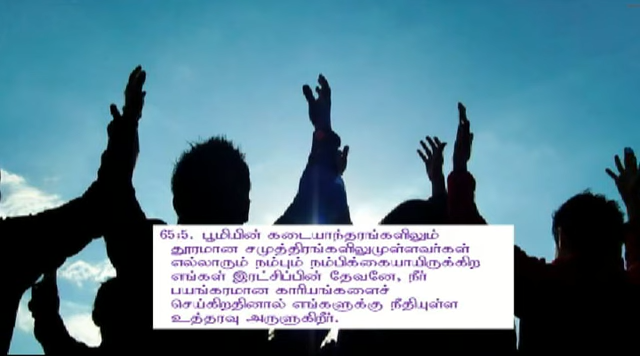 65:5. பூமியின் கடையாந்தரங்களிலும்
தூரமான சமுத்திரங்களிலுமுள்ளவர்கள்
எல்லாரும் நம்பும் நம்பிக்கையாயிருக்கிற
எங்கள் இரட்சிப்பின் தேவனே, நீர்
பயங்கரமான காரியங்களைச்
செய்கிறதினால் எங்களுக்கு நீதியுள்ள
உத்தரவு அருளுகிறீர்.